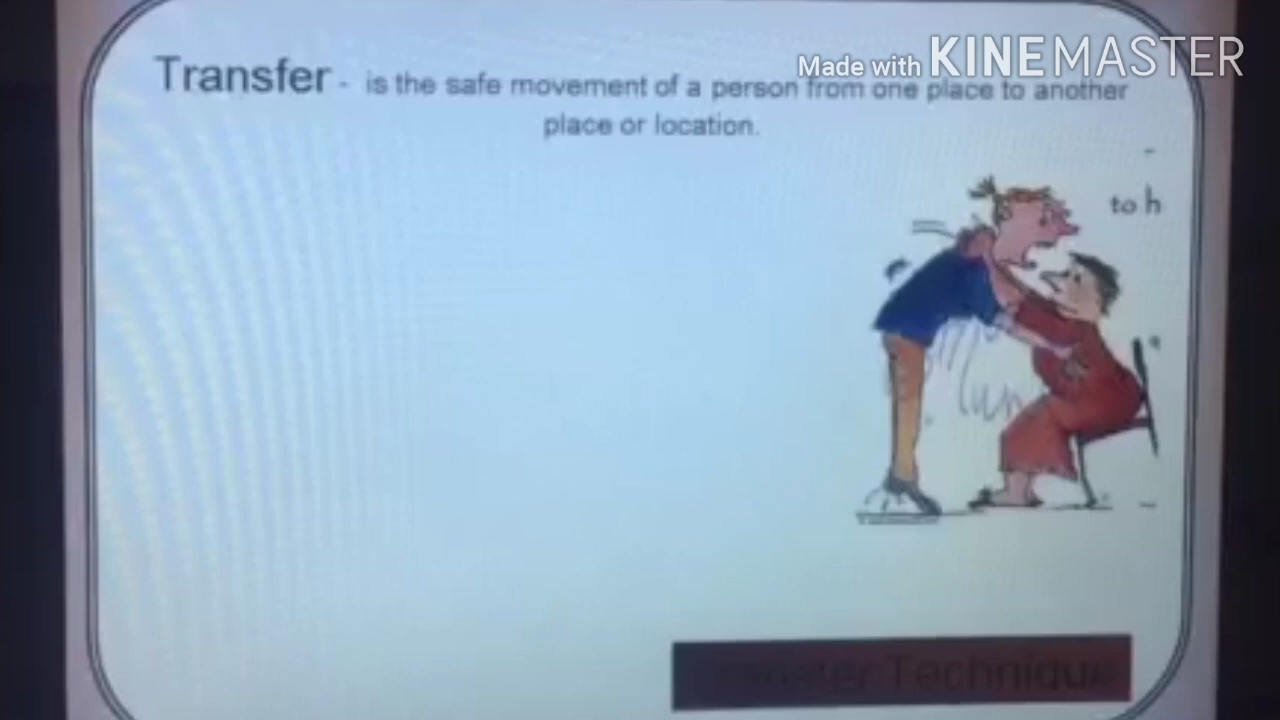 Made with KINEMASTER
Transfer - is the safe movement of a person from one place to another
place or location.
to h
Technique